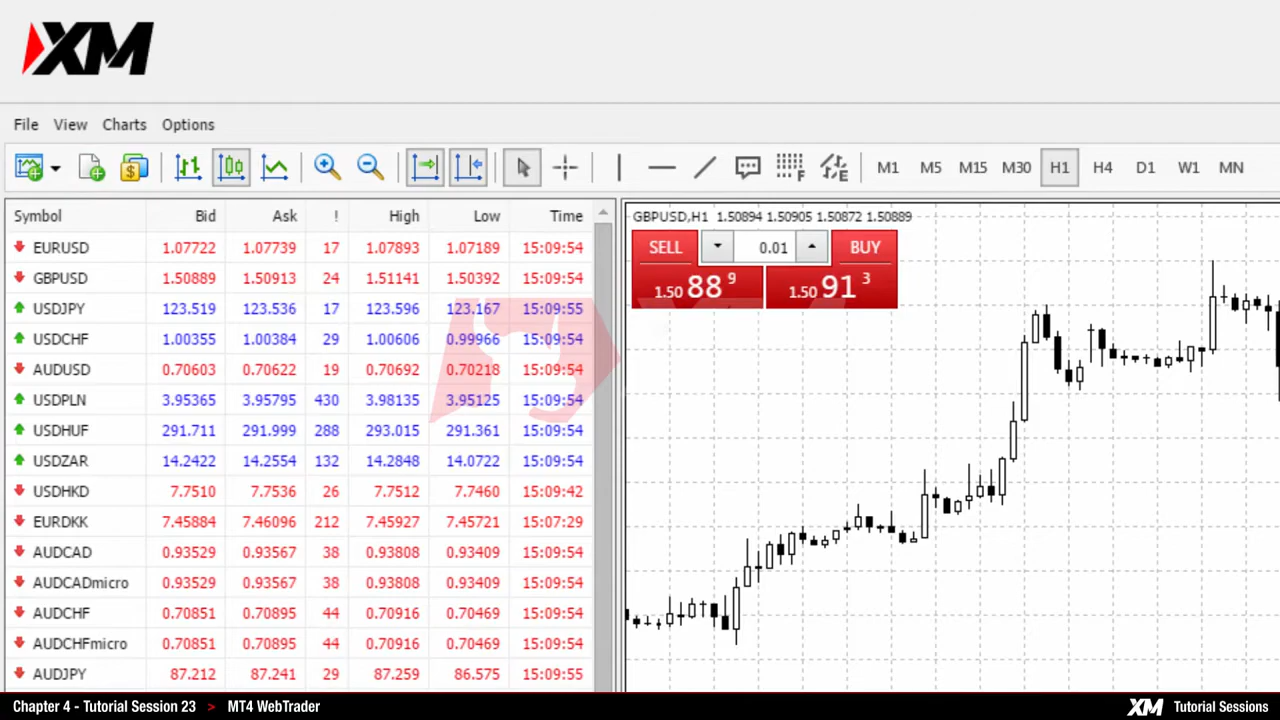 XM
File View Charts Options
M1 M5 M15 M30 H1 H4 D1 W1 MN
Symbol Bid Ask ! High Low Time
EURUSD 1.07722 1.07739 17 1.07893 1.07189 15:09:54
GBPUSD 1.50889 1.50913 24 1.51141 1.50392 15:09:54
USDJPY 123.519 123.536 17 123.596 123.167 15:09:55
USDCHF 1.00355 1.00384 29 1.00606 0.99966 15:09:54
AUDUSD 0.70603 0.70622 19 0.70692 0.70218 15:09:54
USDPLN 3.95365 3.95795 430 3.98135 3.95125 15:09:54
USDHUF 291.711 291.999 288 293.015 291.361 15:09:54
USDZAR 14.2422 14.2554 132 14.2848 14.0722 15:09:54
USDHKD 7.7510 7.7536 26 7.7512 7.7460 15:09:42
EURDKK 7.45884 7.46096 212 7.45927 7.45721 15:07:29
AUDCAD 0.93529 0.93567 38 0.93808 0.93409 15:09:54
AUDCADmicro 0.93529 0.93567 38 0.93808 0.93409 15:09:54
AUDCHF 0.70851 0.70895 44 0.70916 0.70469 15:09:54
AUDCHFmicro 0.70851 0.70895 44 0.70916 0.70469 15:09:54
AUDJPY 87.212 87.241 29 87.259 86.575 15:09:55
GBPUSD,H1 1.50894 1.50905 1.50872 1.50889
SELL 0.01 BUY
1.50 88 9 1.50 91 3
Chapter 4 - Tutorial Session 23 > MT4 WebTrader
XM Tutorial Sessions